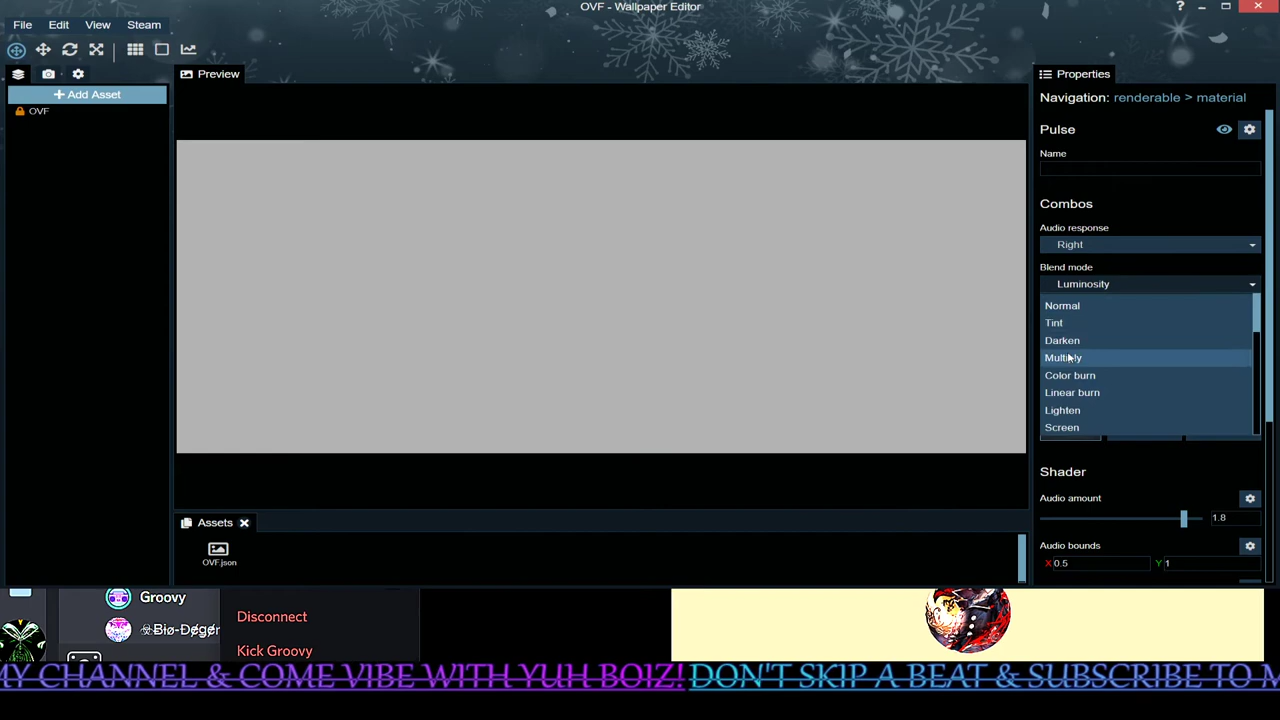 OVF - Wallpaper Editor
?
File Edit View Steam
Preview
Properties
+ Add Asset
OVF
Navigation: renderable > material
Pulse
Name
Combos
Audio response
Right
Blend mode
Luminosity
Normal
Tint
Darken
Multiply
Color burn
Linear burn
Lighten
Screen
Shader
Audio amount
1.8
Audio bounds
X 0.5 Y 1
Assets
OVF.json
Groovy
Disconnect
Kick Groovy
MY CHANNEL & COME VIBE WITH YUH BOIZ! DON'T SKIP A BEAT & SUBSCRIBE TO M